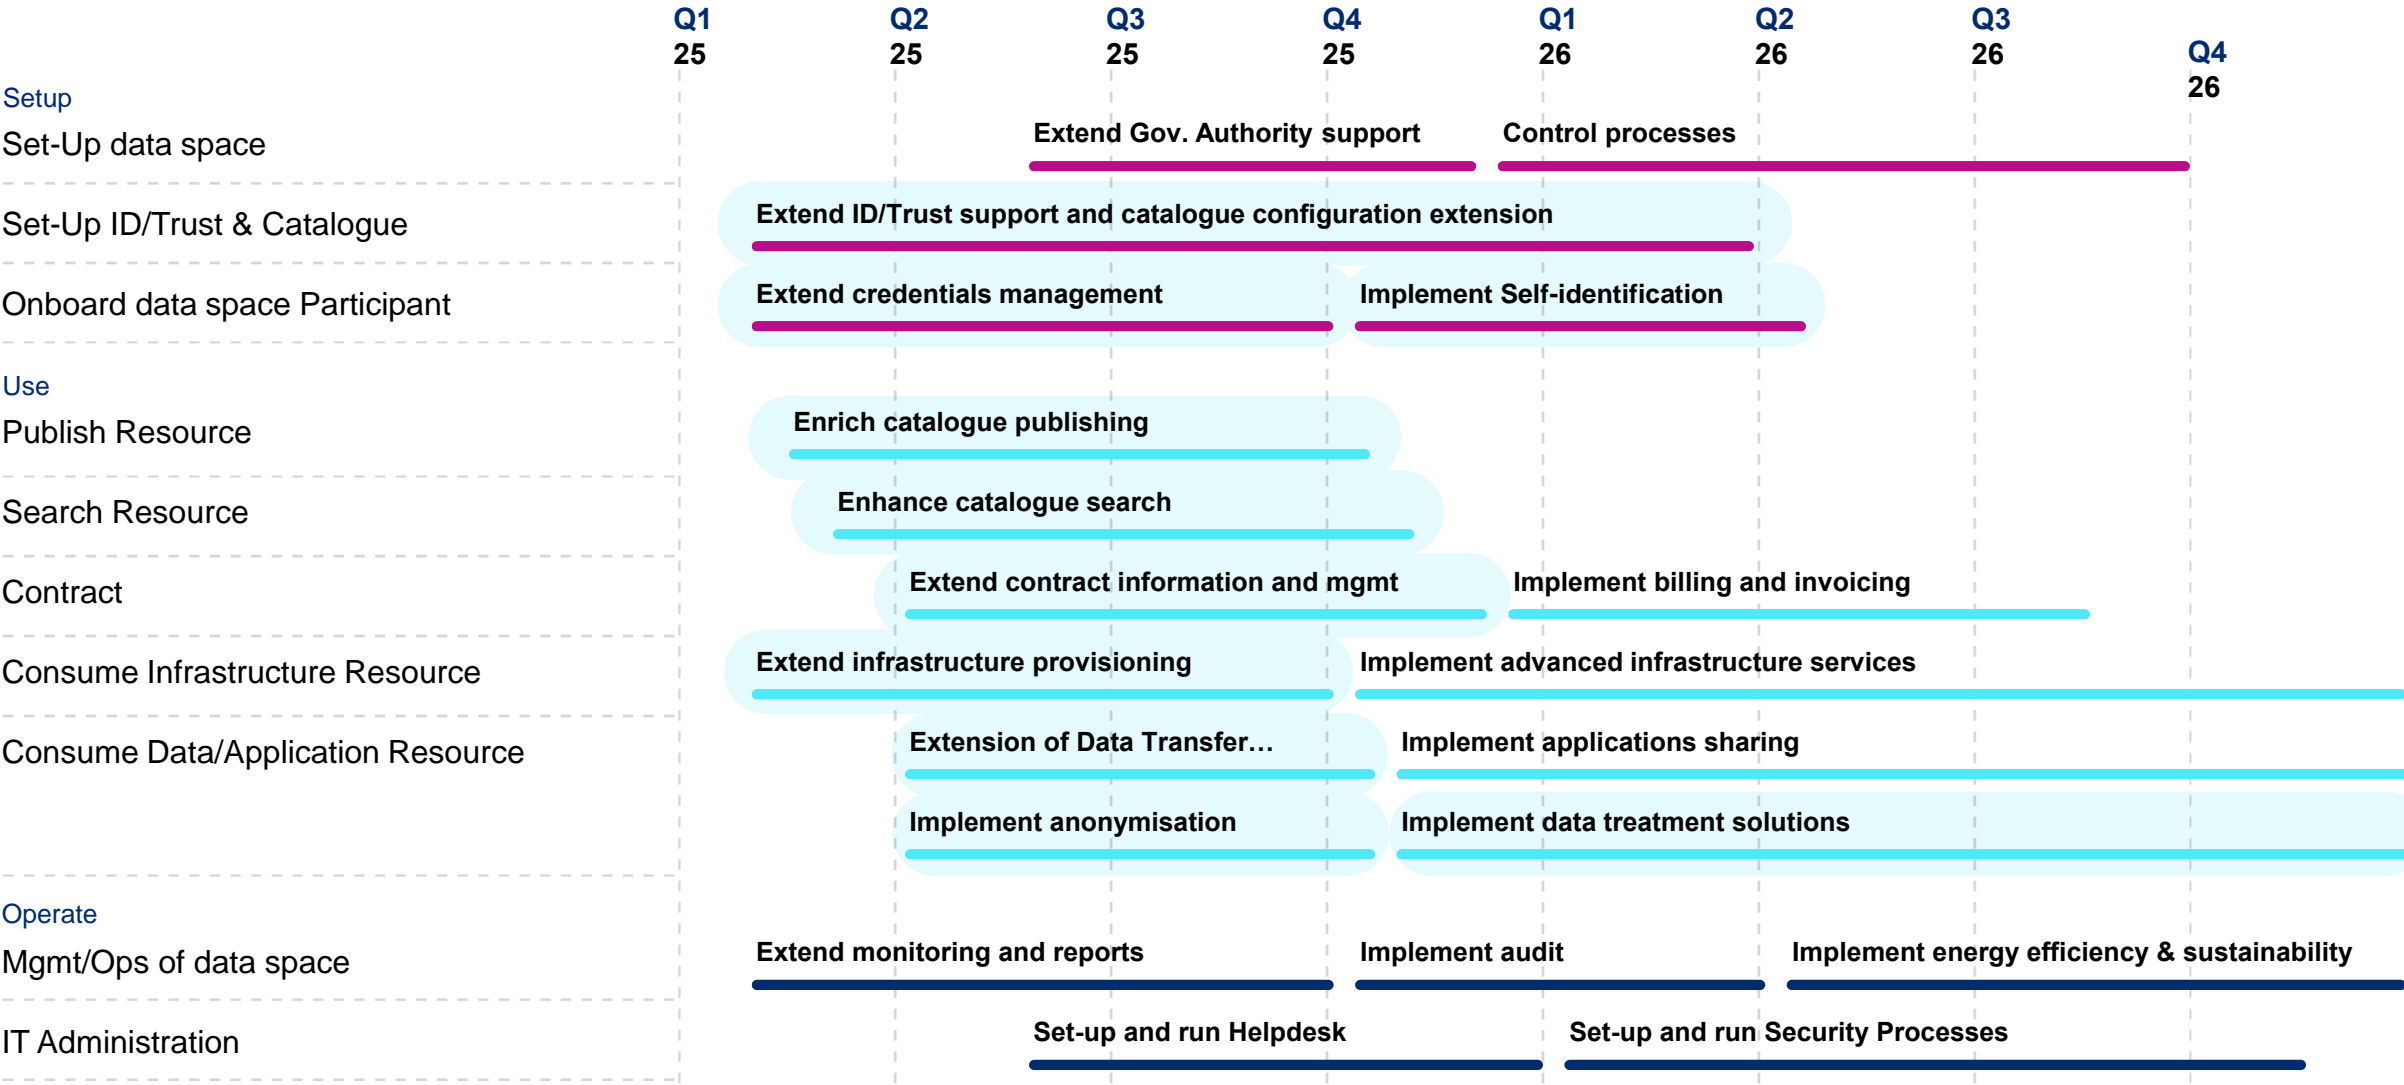 Q1 Q2 Q3 Q4 Q1 Q2 Q3 Q4
25 25 25 25 26 26 26 26
Setup
Set-Up data space
Extend Gov. Authority support
Control processes
Set-Up ID/Trust & Catalogue
Extend ID/Trust support and catalogue configuration extension
Onboard data space Participant
Extend credentials management
Implement Self-identification
Use
Publish Resource
Enrich catalogue publishing
Search Resource
Enhance catalogue search
Contract
Extend contract information and mgmt
Implement billing and invoicing
Consume Infrastructure Resource
Extend infrastructure provisioning
Implement advanced infrastructure services
Consume Data/Application Resource
Extension of Data Transfer…
Implement applications sharing
Implement anonymisation
Implement data treatment solutions
Operate
Mgmt/Ops of data space
Extend monitoring and reports
Implement audit
Implement energy efficiency & sustainability
IT Administration
Set-up and run Helpdesk
Set-up and run Security Processes